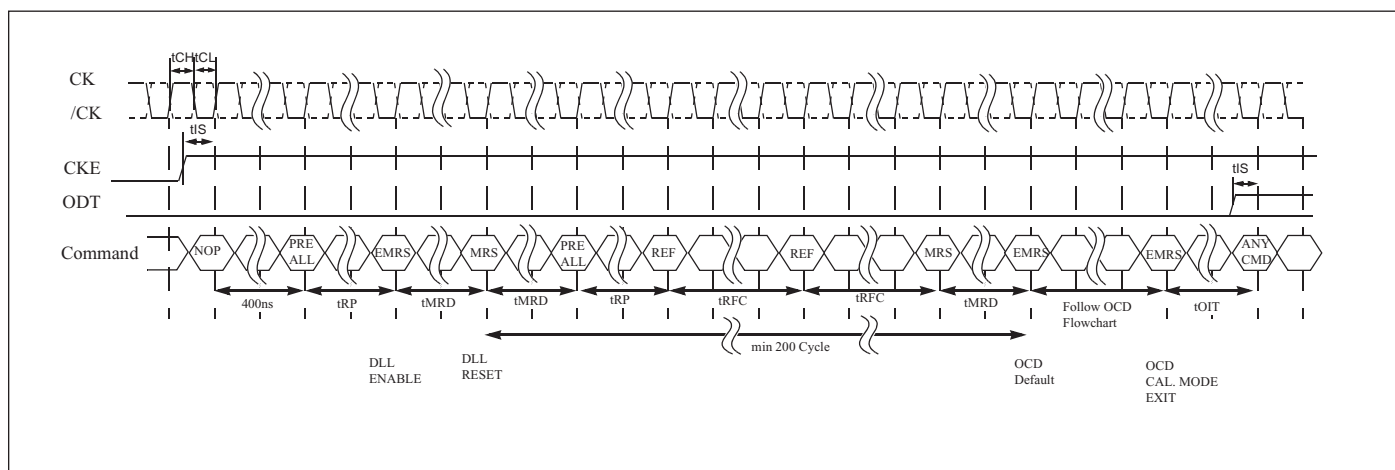 tCH tCL
CK
/CK
tIS
CKE
tIS
ODT
Command
NOP
PRE
ALL
EMRS
MRS
PRE
ALL
REF
REF
MRS
EMRS
EMRS
ANY
CMD
400ns
tRP
tMRD
tMRD
tRP
tRFC
tRFC
tMRD
Follow OCD
Flowchart
tOIT
min 200 Cycle
DLL
ENABLE
DLL
RESET
OCD
Default
OCD
CAL. MODE
EXIT